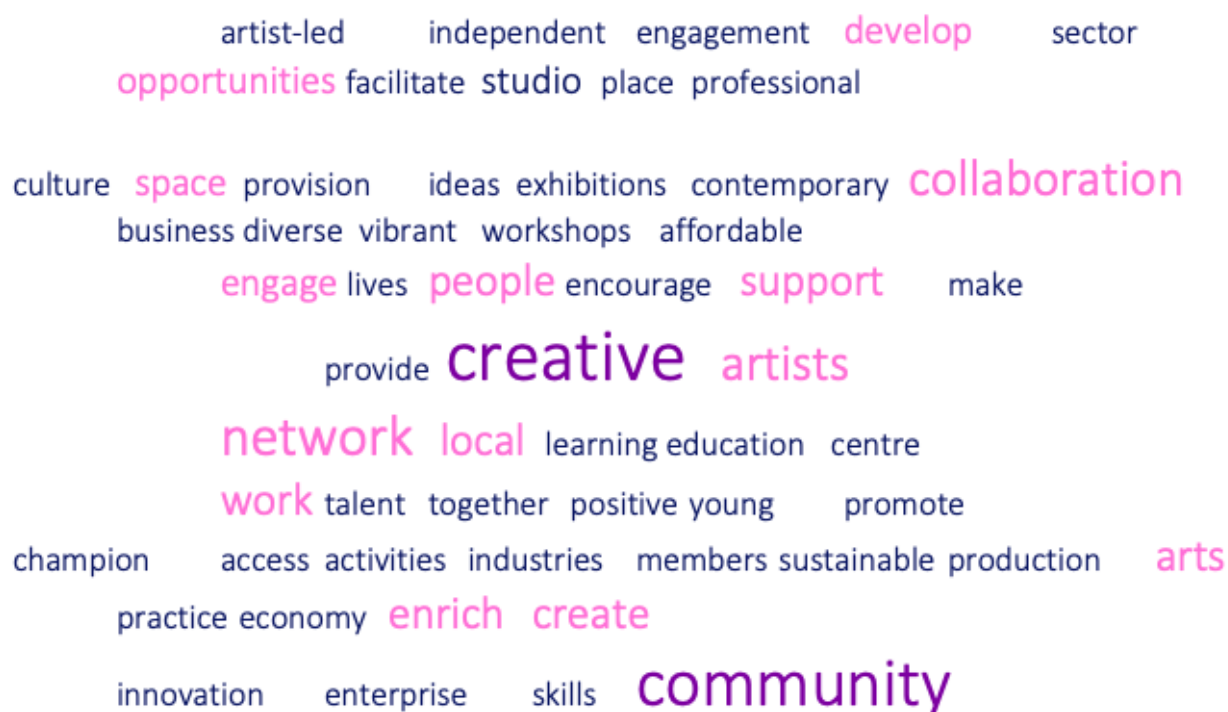 artist-led independent engagement develop sector
opportunities facilitate studio place professional
culture space provision ideas exhibitions contemporary collaboration
business diverse vibrant workshops affordable
engage lives people encourage support make
provide creative artists
network local learning education centre
work talent together positive young promote
champion access activities industries members sustainable production arts
practice economy enrich create
innovation enterprise skills community